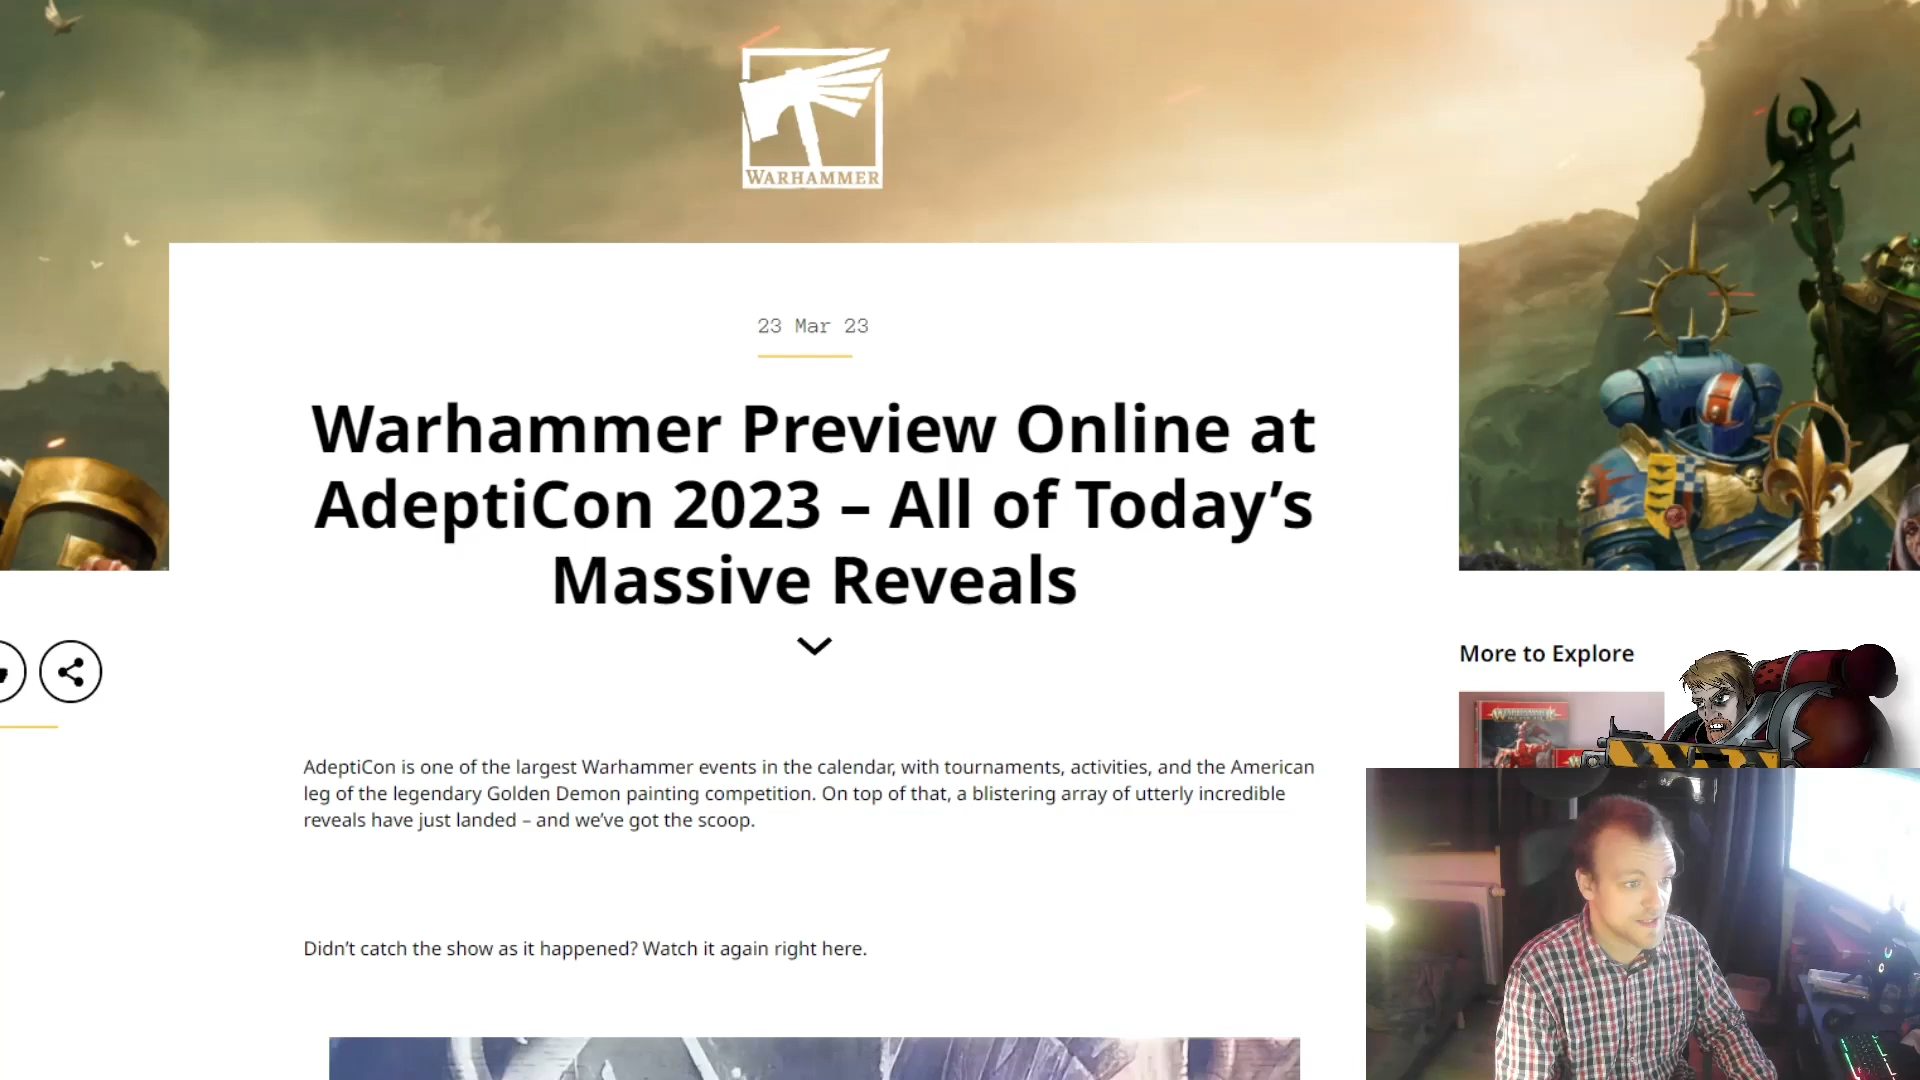 WARHAMMER
23 Mar 23
Warhammer Preview Online at
AdeptiCon 2023 – All of Today's
Massive Reveals
More to Explore
WARHAMMER
AdeptiCon is one of the largest Warhammer events in the calendar, with tournaments, activities, and the American
leg of the legendary Golden Demon painting competition. On top of that, a blistering array of utterly incredible
reveals have just landed – and we've got the scoop.
Didn't catch the show as it happened? Watch it again right here.